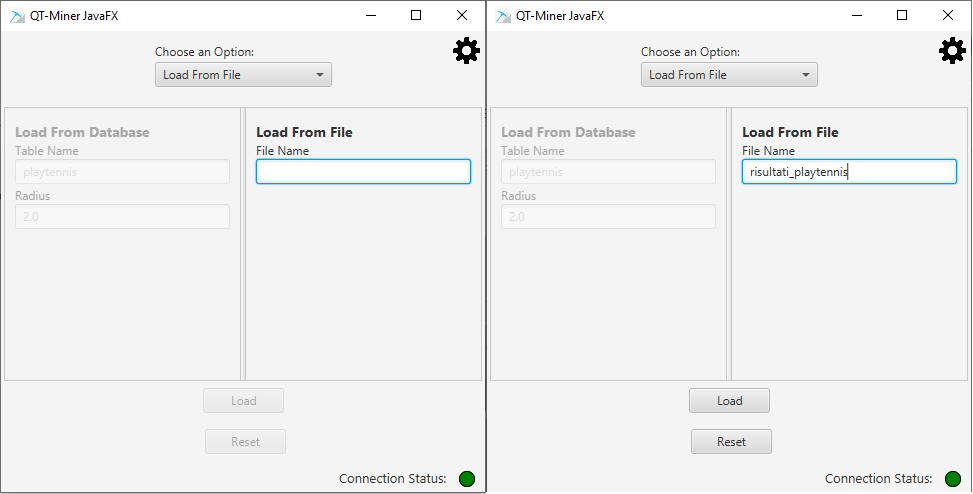 QT-Miner JavaFX
Choose an Option:
Load From File
Load From Database
Table Name
playtennis
Radius
2.0
Load From File
File Name
Load
Reset
Connection Status:
QT-Miner JavaFX
Choose an Option:
Load From File
Load From Database
Table Name
playtennis
Radius
2.0
Load From File
File Name
risultati_playtennis
Load
Reset
Connection Status: